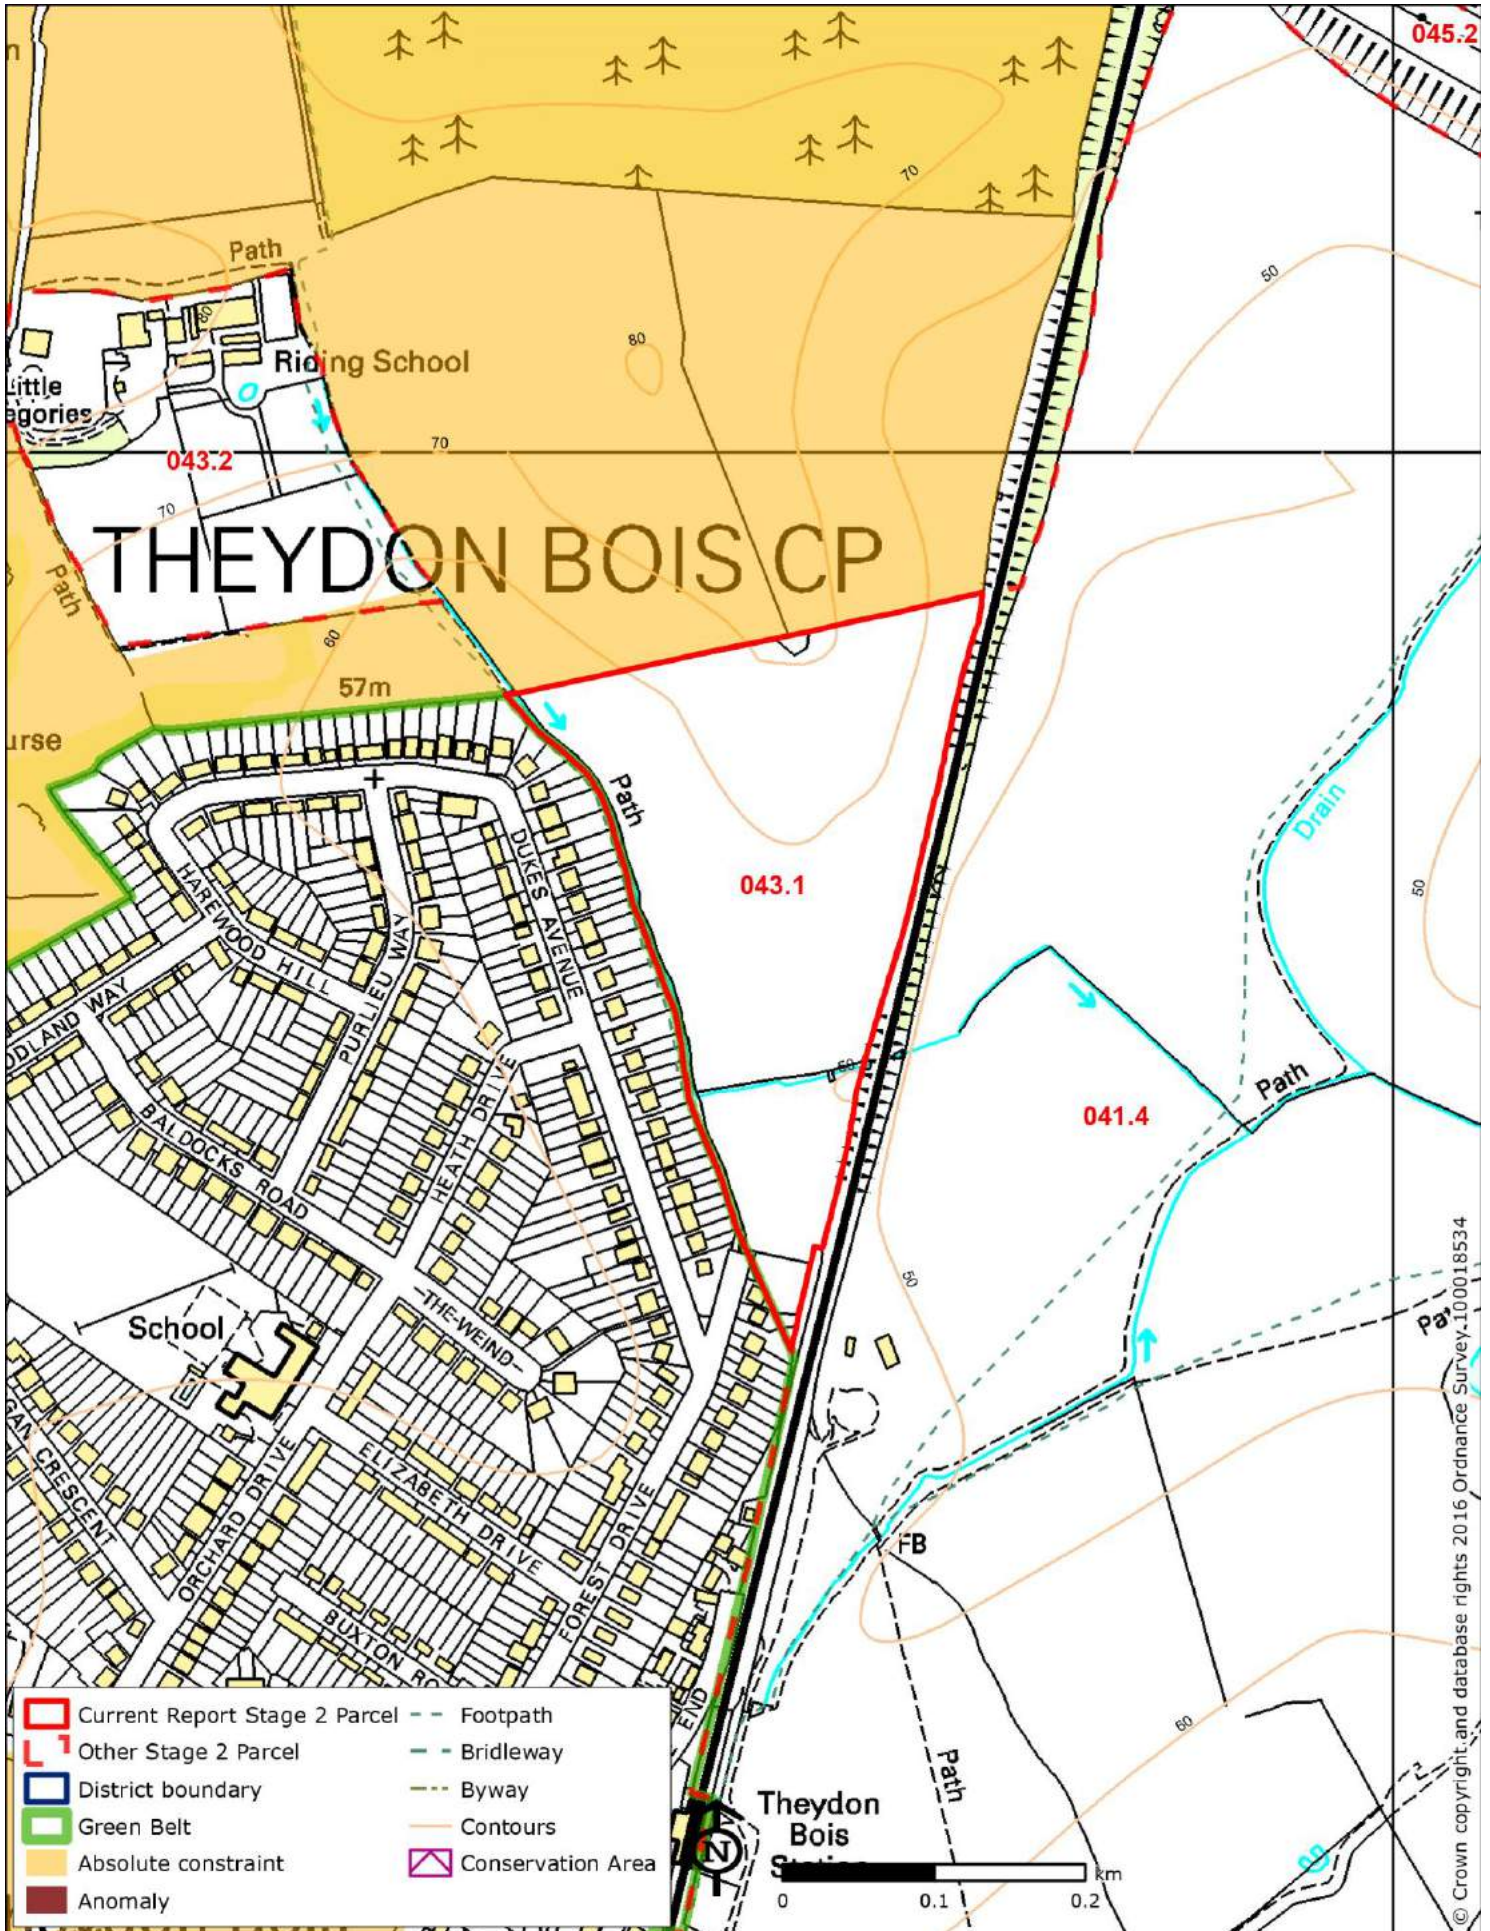 045.2
Path
70
50
80
80
Riding School
Little
egories
70
043.2
70
THEYDON BOIS CP
Path
60
57m
urse
Path
Drain
DUKES AVENUE
043.1
50
HAREWOOD HILL
PURLIEU WAY
ODLAND WAY
HEATH DRIVE
50
Path
041.4
BALDOCKS ROAD
50
School
THE WEIND
Pa
GAN CRESCENT
ORCHARD DRIVE
ELIZABETH DRIVE
FOREST DRIVE
FB
BUXTON RO
END
60
Path
Theydon
Bois
Station
N
km
0 0.1 0.2
Current Report Stage 2 Parcel
Other Stage 2 Parcel
District boundary
Green Belt
Absolute constraint
Anomaly
Footpath
Bridleway
Byway
Contours
Conservation Area
© Crown copyright and database rights 2016 Ordnance Survey 100018534